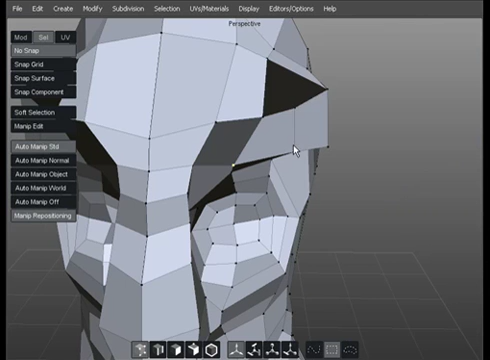 File Edit Create Modify Subdivision Selection UVs/Materials Display Editors/Options Help
Perspective
Mod Sel UV
No Snap
Snap Grid
Snap Surface
Snap Component
Soft Selection
Manip Edit
Auto Manip Std
Auto Manip Normal
Auto Manip Object
Auto Manip World
Auto Manip Off
Manip Repositioning